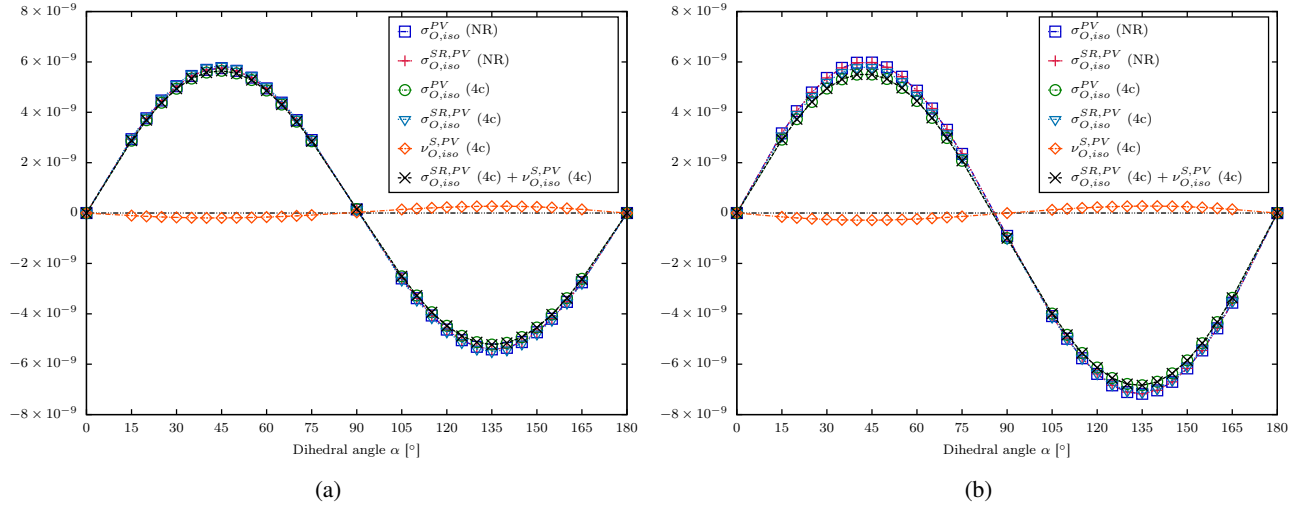 8 × 10⁻⁹
6 × 10⁻⁹
4 × 10⁻⁹
2 × 10⁻⁹
0
−2 × 10⁻⁹
−4 × 10⁻⁹
−6 × 10⁻⁹
−8 × 10⁻⁹
σ^{PV}_{O,iso} (NR)
σ^{SR,PV}_{O,iso} (NR)
σ^{PV}_{O,iso} (4c)
σ^{SR,PV}_{O,iso} (4c)
ν^{S,PV}_{O,iso} (4c)
σ^{SR,PV}_{O,iso} (4c) + ν^{S,PV}_{O,iso} (4c)
0 15 30 45 60 75 90 105 120 135 150 165 180
Dihedral angle α [°]
(a)
8 × 10⁻⁹
6 × 10⁻⁹
4 × 10⁻⁹
2 × 10⁻⁹
0
−2 × 10⁻⁹
−4 × 10⁻⁹
−6 × 10⁻⁹
−8 × 10⁻⁹
σ^{PV}_{O,iso} (NR)
σ^{SR,PV}_{O,iso} (NR)
σ^{PV}_{O,iso} (4c)
σ^{SR,PV}_{O,iso} (4c)
ν^{S,PV}_{O,iso} (4c)
σ^{SR,PV}_{O,iso} (4c) + ν^{S,PV}_{O,iso} (4c)
0 15 30 45 60 75 90 105 120 135 150 165 180
Dihedral angle α [°]
(b)